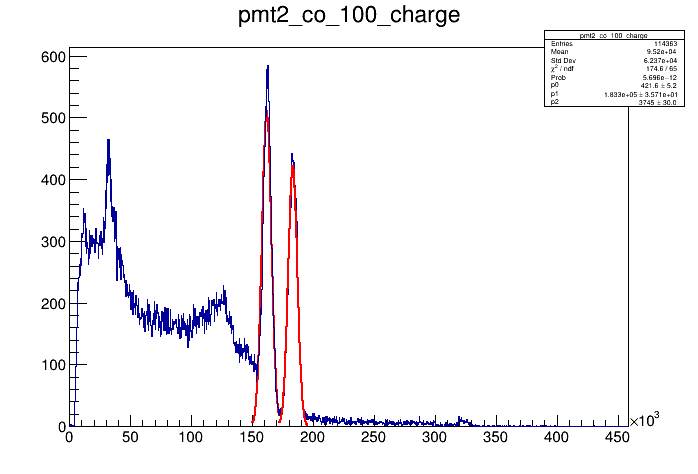 pmt2_co_100_charge
pmt2_co_100_charge
Entries 114363
Mean 9.52e+04
Std Dev 6.237e+04
χ² / ndf 174.6 / 65
Prob 5.696e−12
p0 421.6 ± 5.2
p1 1.833e+05 ± 3.571e+01
p2 3745 ± 30.0
600
500
400
300
200
100
0
0 50 100 150 200 250 300 350 400 450
×10³